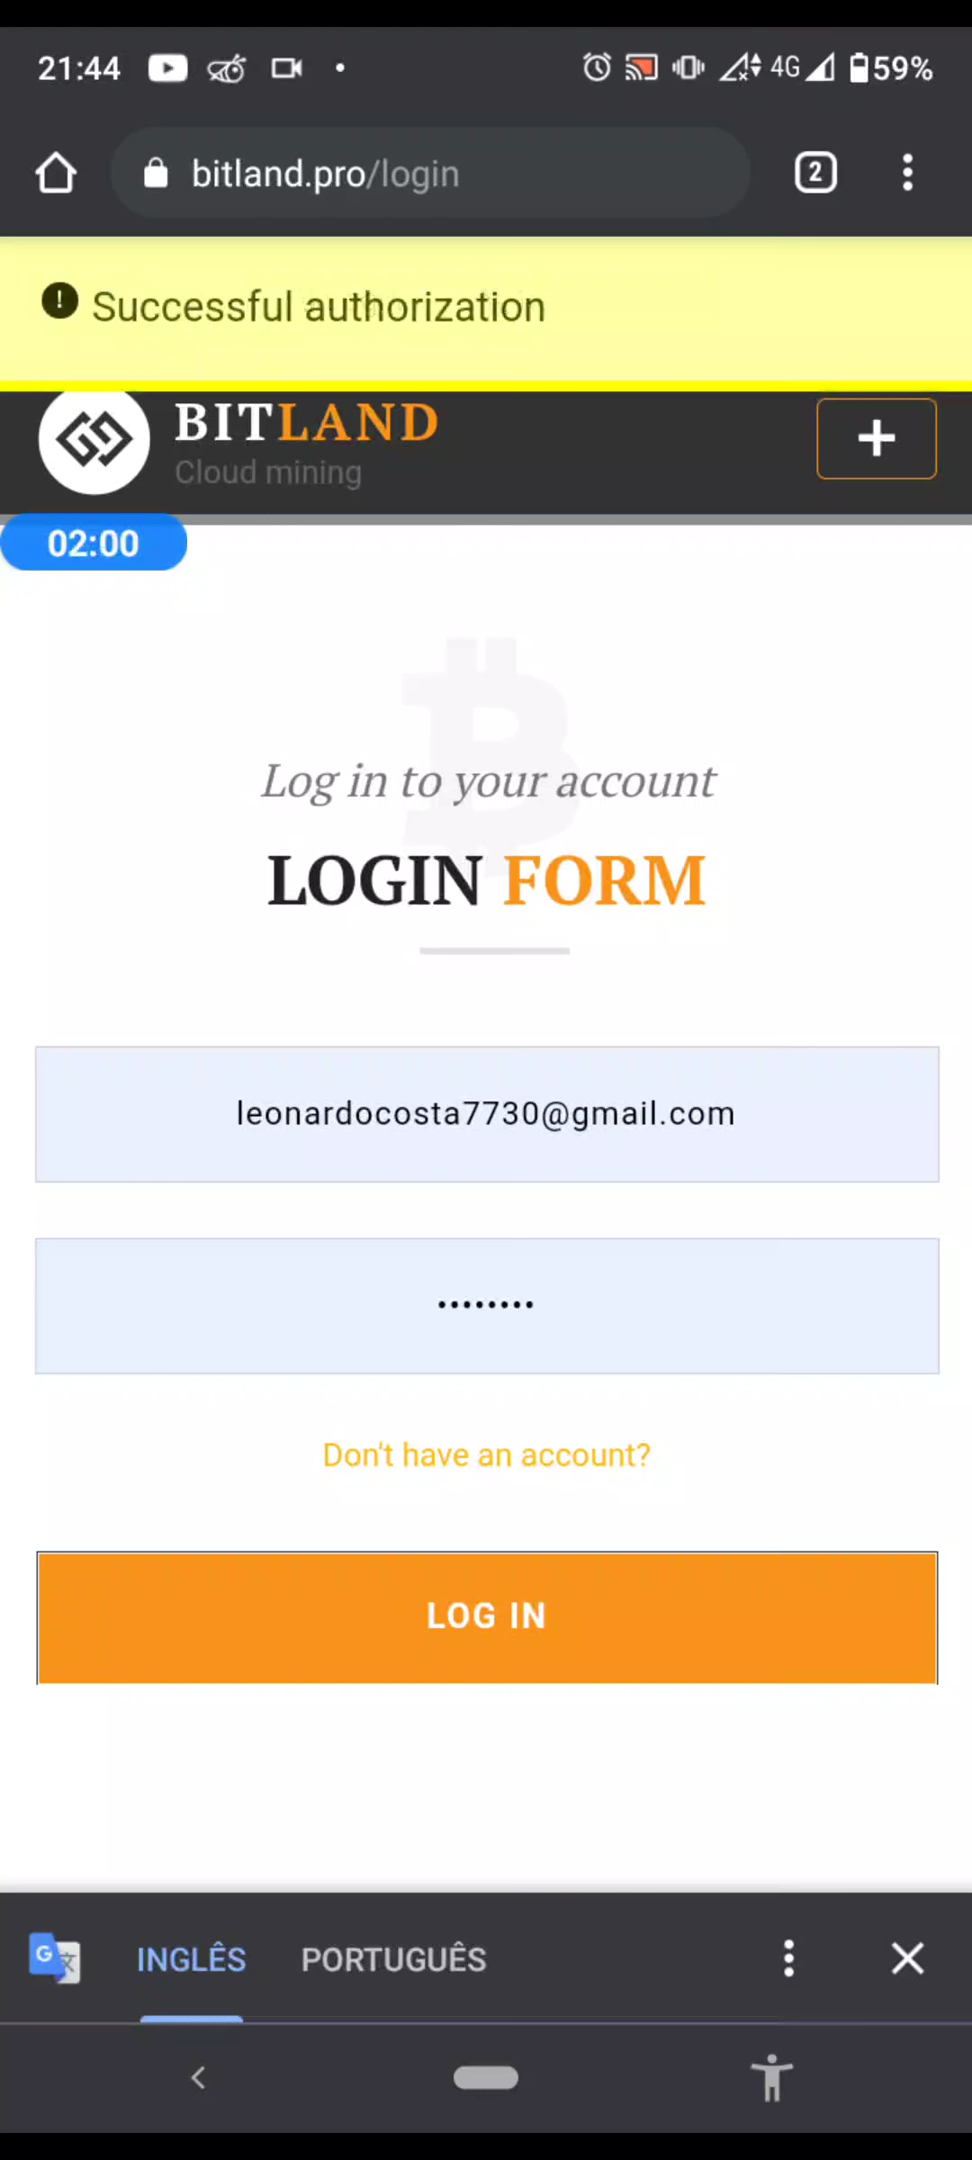 21:44 4G 59%
bitland.pro/login 2
Successful authorization
BITLAND
Cloud mining
02:00
Log in to your account
LOGIN FORM
leonardocosta7730@gmail.com
••••••••
Don't have an account?
LOG IN
INGLÊS PORTUGUÊS